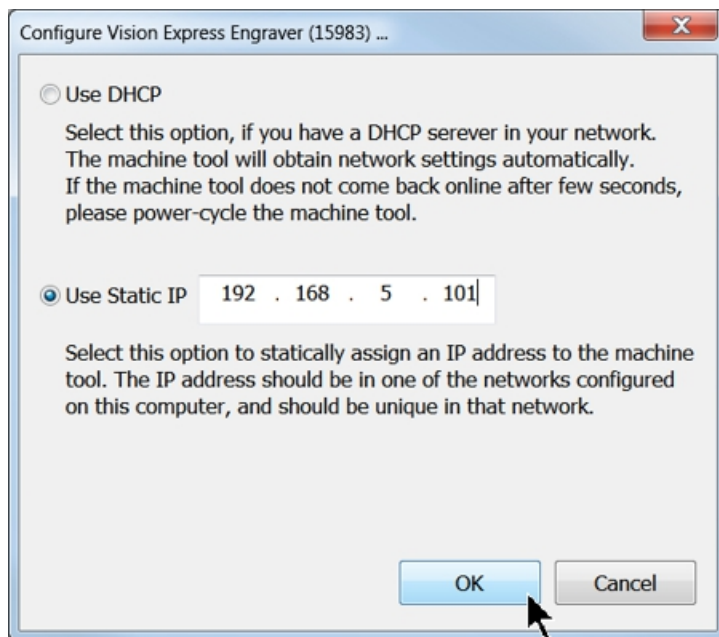 Configure Vision Express Engraver (15983) ...
Use DHCP
Select this option, if you have a DHCP serever in your network.
The machine tool will obtain network settings automatically.
If the machine tool does not come back online after few seconds,
please power-cycle the machine tool.
Use Static IP 192 . 168 . 5 . 101
Select this option to statically assign an IP address to the machine
tool. The IP address should be in one of the networks configured
on this computer, and should be unique in that network.
OK Cancel